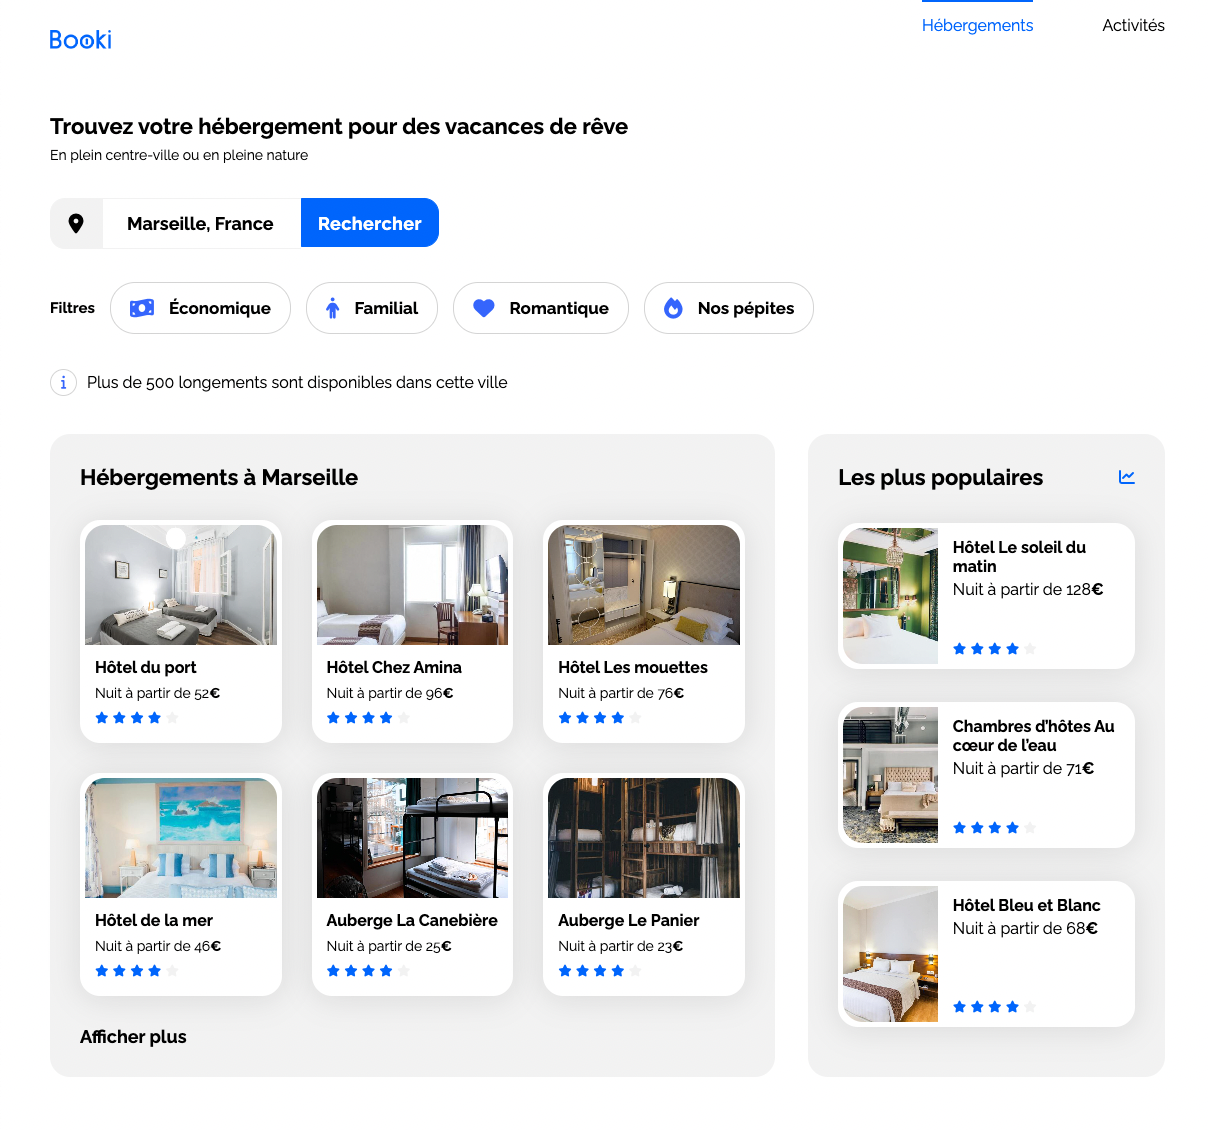 Booki
Hébergements
Activités
Trouvez votre hébergement pour des vacances de rêve
En plein centre-ville ou en pleine nature
Marseille, France
Rechercher
Filtres
Économique
Familial
Romantique
Nos pépites
Plus de 500 longements sont disponibles dans cette ville
Hébergements à Marseille
Hôtel du port
Nuit à partir de 52€
Hôtel Chez Amina
Nuit à partir de 96€
Hôtel Les mouettes
Nuit à partir de 76€
Hôtel de la mer
Nuit à partir de 46€
Auberge La Canebière
Nuit à partir de 25€
Auberge Le Panier
Nuit à partir de 23€
Afficher plus
Les plus populaires
Hôtel Le soleil du
matin
Nuit à partir de 128€
Chambres d'hôtes Au
cœur de l'eau
Nuit à partir de 71€
Hôtel Bleu et Blanc
Nuit à partir de 68€